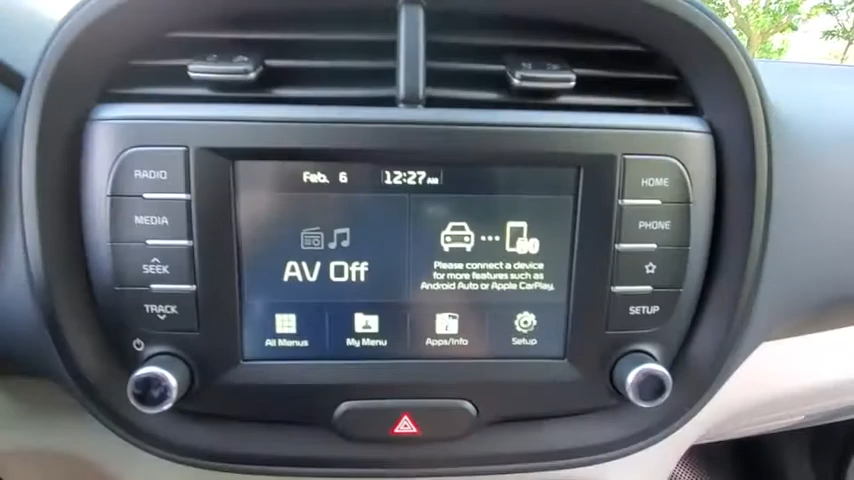 RADIO
MEDIA
SEEK
TRACK
Feb. 6
12:27 AM
AV Off
Please connect a device
for more features such as
Android Auto or Apple CarPlay.
All Menus
My Menu
Apps/Info
Setup
HOME
PHONE
SETUP